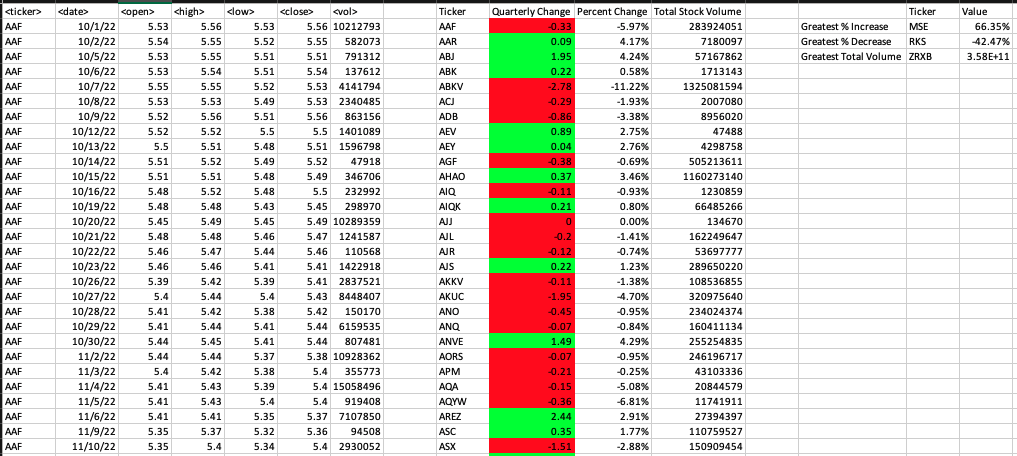 <ticker> <date> <open> <high> <low> <close> <vol> Ticker Quarterly Change Percent Change Total Stock Volume Ticker Value
AAF 10/1/22 5.53 5.56 5.53 5.56 10212793 AAF -0.33 -5.97% 283924051 Greatest % Increase MSE 66.35%
AAF 10/2/22 5.54 5.55 5.52 5.55 582073 AAR 0.09 4.17% 7180097 Greatest % Decrease RKS -42.47%
AAF 10/5/22 5.53 5.55 5.51 5.55 791312 ABJ 1.95 4.24% 57167862 Greatest Total Volume ZRXB 3.58E+11
AAF 10/6/22 5.53 5.54 5.51 5.54 137612 ABK 0.22 0.58% 1713143
AAF 10/7/22 5.55 5.55 5.52 5.53 4141794 ABKV -2.78 -11.22% 1325081594
AAF 10/8/22 5.53 5.53 5.49 5.53 2340485 ACJ -0.29 -1.93% 2007080
AAF 10/9/22 5.52 5.56 5.51 5.56 863156 ADB -0.86 -3.38% 8956020
AAF 10/12/22 5.52 5.52 5.5 5.5 1401089 AEV 0.89 2.75% 47488
AAF 10/13/22 5.5 5.51 5.48 5.51 1596798 AEY 0.04 2.76% 4298758
AAF 10/14/22 5.51 5.52 5.49 5.52 47918 AGF -0.38 -0.69% 505213611
AAF 10/15/22 5.51 5.51 5.48 5.49 346706 AHAO 0.37 3.46% 1160273140
AAF 10/16/22 5.48 5.52 5.48 5.5 232992 AIQ -0.11 -0.93% 1230859
AAF 10/19/22 5.48 5.48 5.43 5.45 298970 AIQK 0.21 0.80% 66485266
AAF 10/20/22 5.45 5.49 5.45 5.49 10289359 AJJ 0 0.00% 134670
AAF 10/21/22 5.48 5.48 5.46 5.47 1241587 AJL -0.2 -1.41% 162249647
AAF 10/22/22 5.46 5.47 5.44 5.46 110568 AJR -0.12 -0.74% 53697777
AAF 10/23/22 5.46 5.46 5.41 5.41 1422918 AJS 0.22 1.23% 289650220
AAF 10/26/22 5.39 5.42 5.39 5.41 2837521 AKKV -0.11 -1.38% 108536855
AAF 10/27/22 5.4 5.44 5.4 5.43 8448407 AKUC -1.95 -4.70% 320975640
AAF 10/28/22 5.41 5.42 5.38 5.42 150170 ANO -0.45 -0.95% 234024374
AAF 10/29/22 5.41 5.44 5.41 5.44 6159535 ANQ -0.07 -0.84% 160411134
AAF 10/30/22 5.44 5.45 5.41 5.44 807481 ANVE 1.49 4.29% 255254835
AAF 11/2/22 5.44 5.44 5.37 5.38 10928362 AORS -0.07 -0.95% 246196717
AAF 11/3/22 5.4 5.42 5.38 5.4 355773 APM -0.21 -0.25% 43103336
AAF 11/4/22 5.41 5.43 5.39 5.4 15058496 AQA -0.15 -5.08% 20844579
AAF 11/5/22 5.41 5.43 5.4 5.4 919408 AQYW -0.36 -6.81% 11741911
AAF 11/6/22 5.41 5.41 5.35 5.37 7107850 AREZ 2.44 2.91% 27394397
AAF 11/9/22 5.35 5.37 5.32 5.36 94508 ASC 0.35 1.77% 110759527
AAF 11/10/22 5.35 5.4 5.34 5.4 2930052 ASX -1.51 -2.88% 150909454